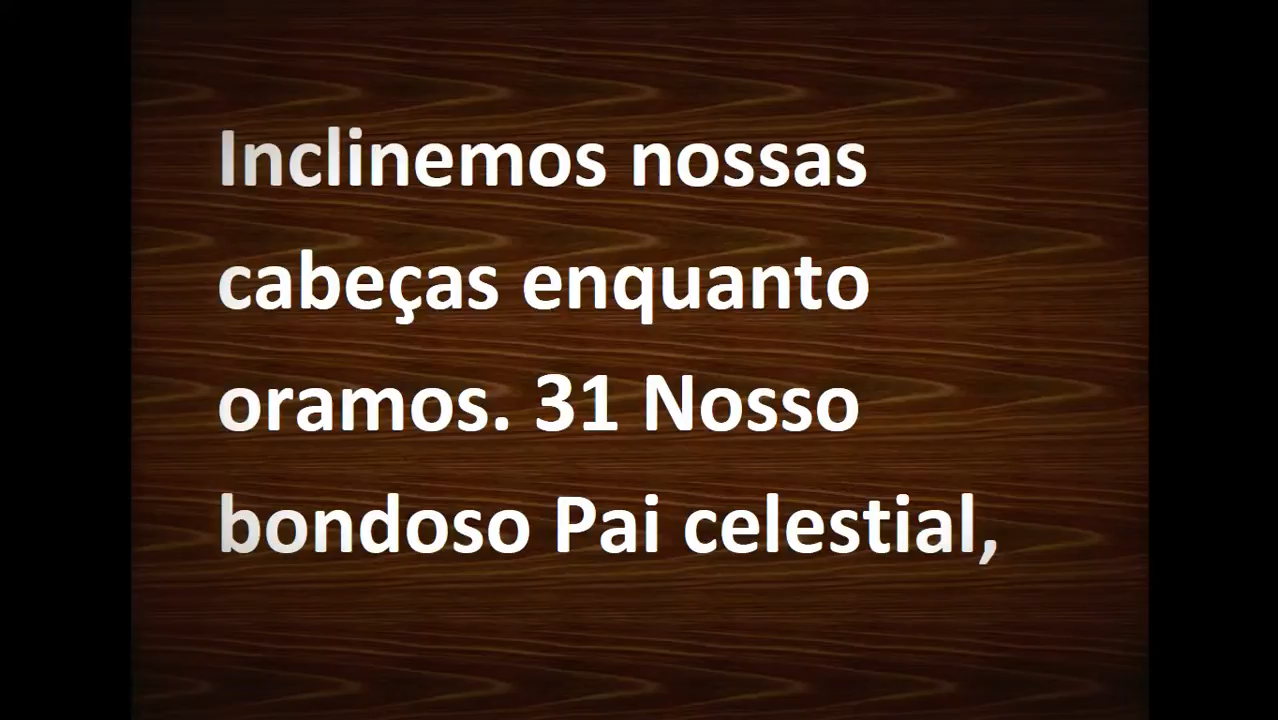 Inclinemos nossas
cabeças enquanto
oramos. 31 Nosso
bondoso Pai celestial,